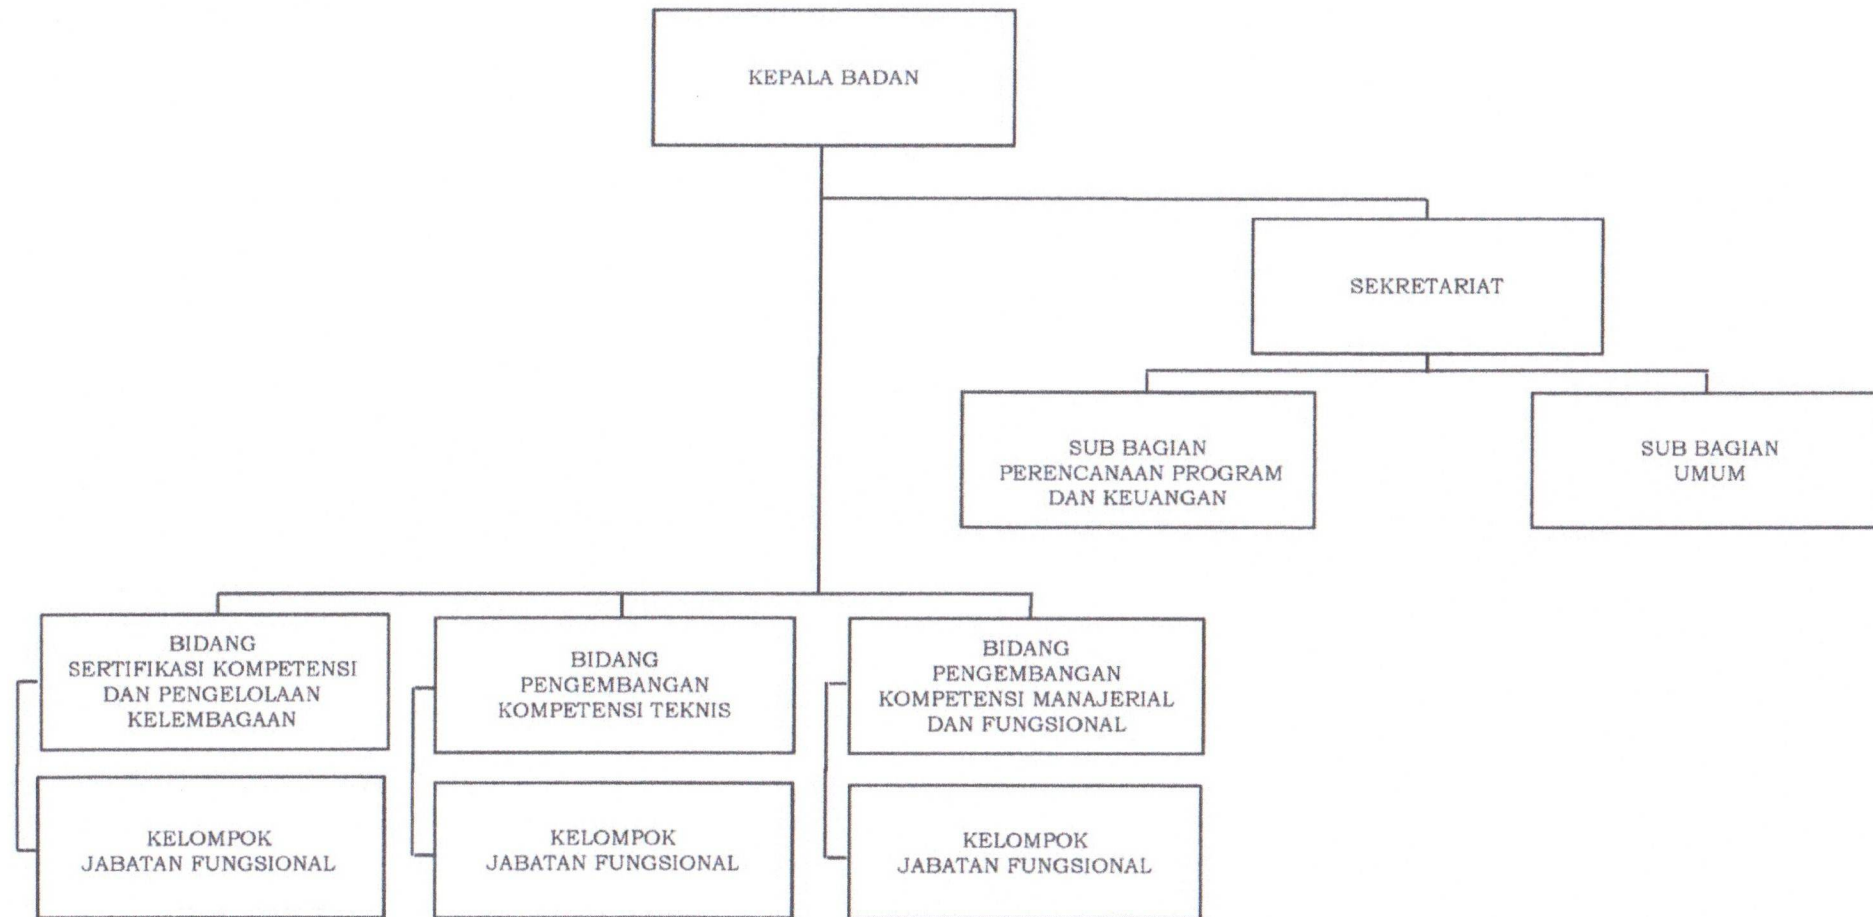 KEPALA BADAN
SEKRETARIAT
SUB BAGIAN
PERENCANAAN PROGRAM
DAN KEUANGAN
SUB BAGIAN
UMUM
BIDANG
SERTIFIKASI KOMPETENSI
DAN PENGELOLAAN
KELEMBAGAAN
BIDANG
PENGEMBANGAN
KOMPETENSI TEKNIS
BIDANG
PENGEMBANGAN
KOMPETENSI MANAJERIAL
DAN FUNGSIONAL
KELOMPOK
JABATAN FUNGSIONAL
KELOMPOK
JABATAN FUNGSIONAL
KELOMPOK
JABATAN FUNGSIONAL